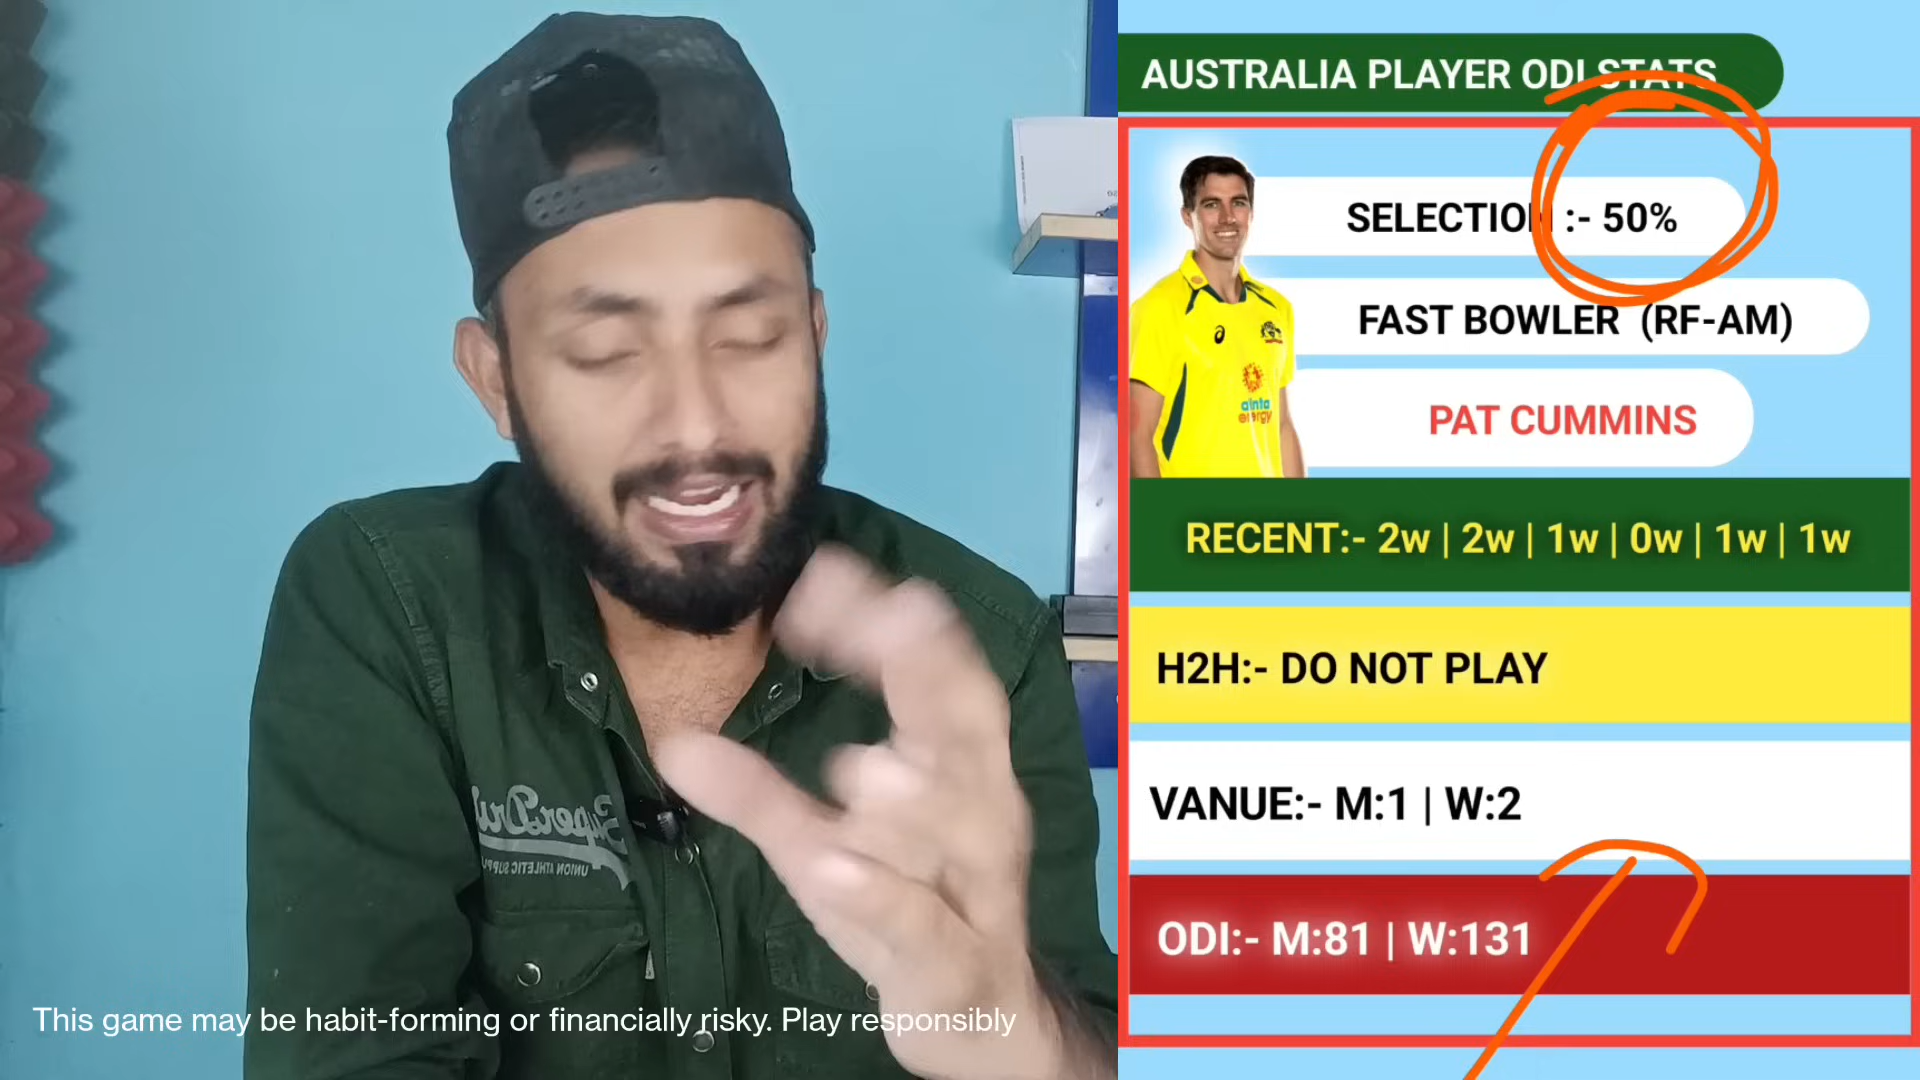 AUSTRALIA PLAYER ODI STATS
SELECTION :- 50%
FAST BOWLER (RF-AM)
PAT CUMMINS
RECENT:- 2w | 2w | 1w | 0w | 1w | 1w
H2H:- DO NOT PLAY
VANUE:- M:1 | W:2
ODI:- M:81 | W:131
UNION ATHLETIC
This game may be habit-forming or financially risky. Play responsibly